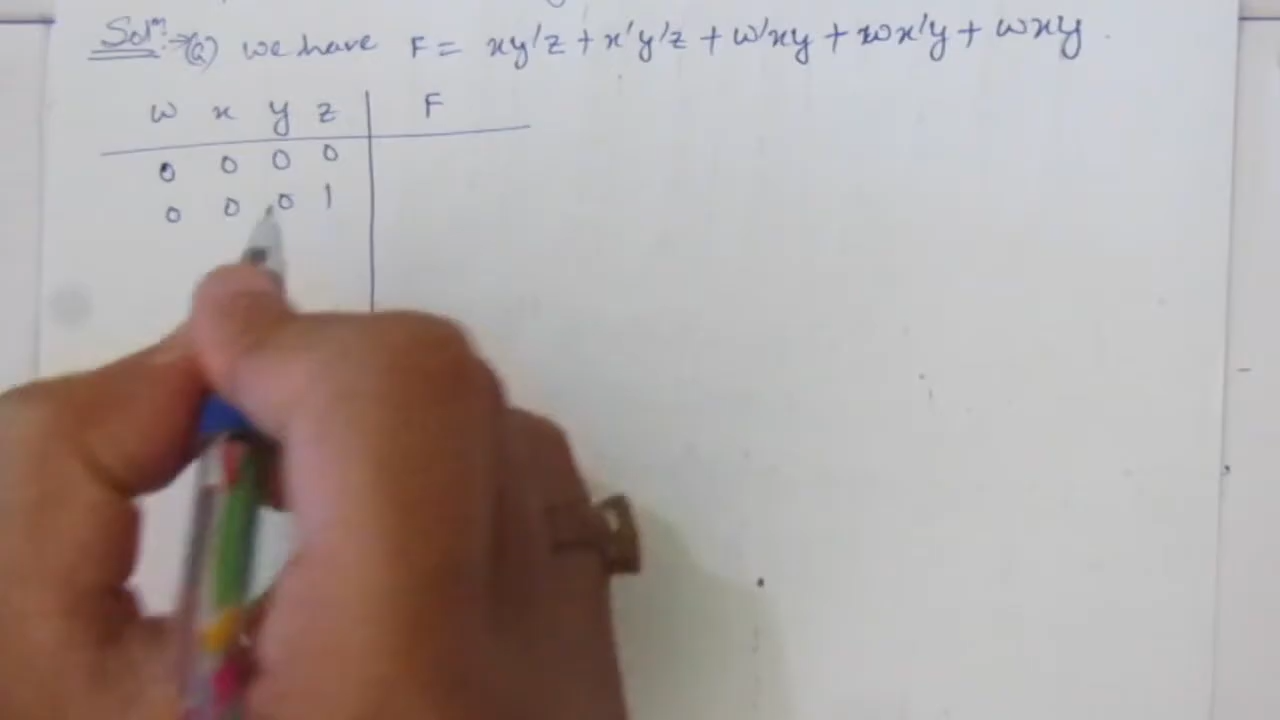 Solⁿ:→(a) we have F = xy'z + x'y'z + w'xy + wx'y + wxy.
w x y z F
0 0 0 0
0 0 0 1